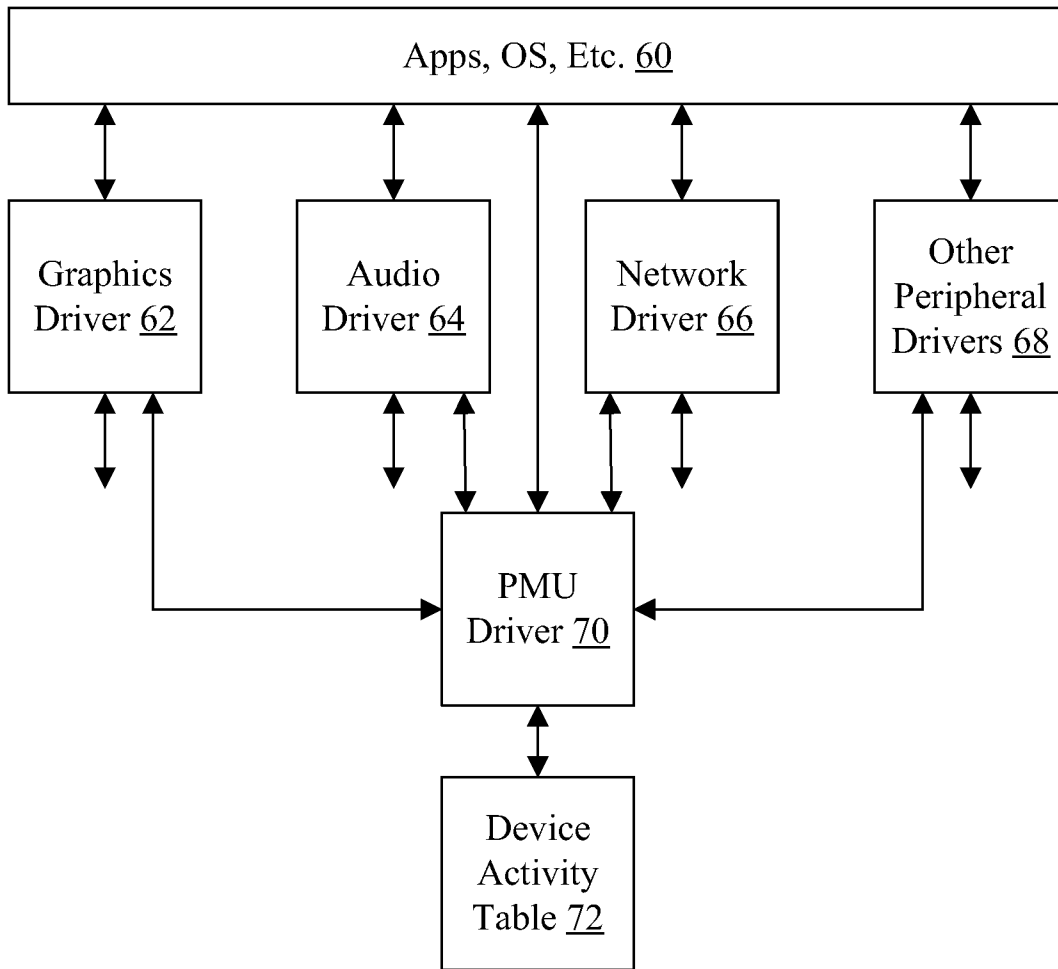 Apps, OS, Etc. 60
Graphics
Driver 62
Audio
Driver 64
Network
Driver 66
Other
Peripheral
Drivers 68
PMU
Driver 70
Device
Activity
Table 72